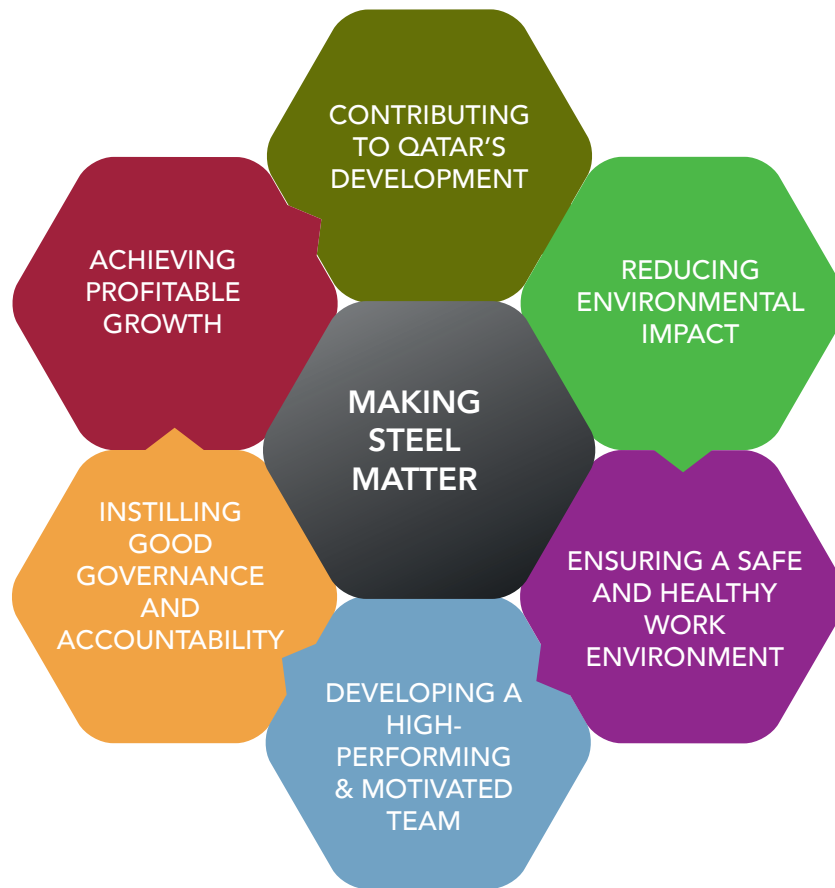 CONTRIBUTING
TO QATAR'S
DEVELOPMENT
ACHIEVING
PROFITABLE
GROWTH
REDUCING
ENVIRONMENTAL
IMPACT
MAKING
STEEL
MATTER
INSTILLING
GOOD
GOVERNANCE
AND
ACCOUNTABILITY
ENSURING A SAFE
AND HEALTHY
WORK
ENVIRONMENT
DEVELOPING A
HIGH-
PERFORMING
& MOTIVATED
TEAM